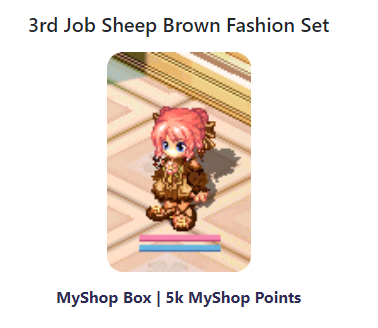 3rd Job Sheep Brown Fashion Set
MyShop Box | 5k MyShop Points